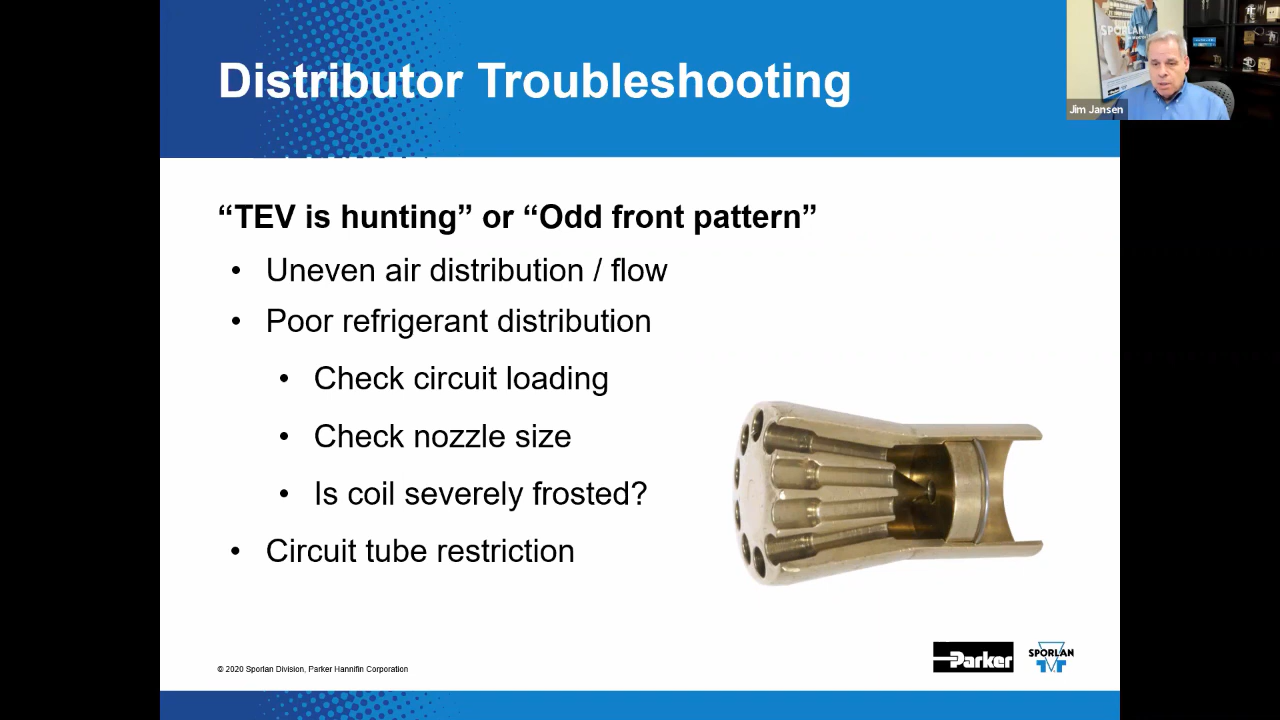 Distributor Troubleshooting
SPORLAN
Jim Jansen
“TEV is hunting” or “Odd front pattern”
• Uneven air distribution / flow
• Poor refrigerant distribution
• Check circuit loading
• Check nozzle size
• Is coil severely frosted?
• Circuit tube restriction
© 2020 Sporlan Division, Parker Hannifin Corporation
Parker
SPORLAN